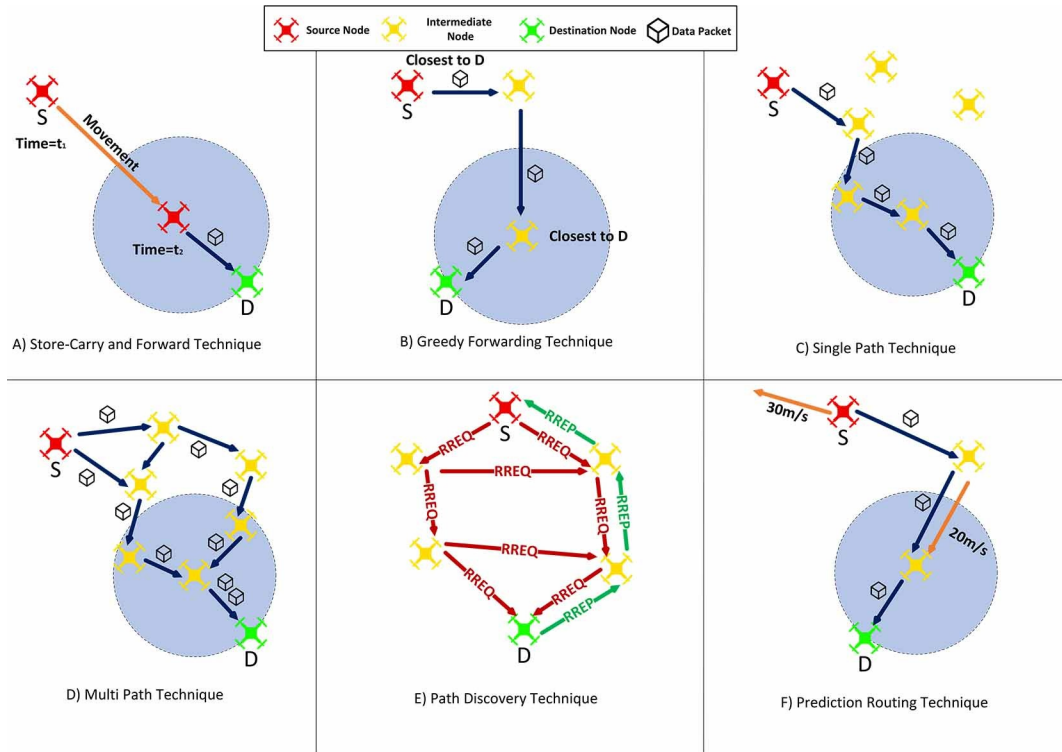 Source Node
Intermediate
Node
Destination Node
Data Packet
S
Time=t₁
Movement
Time=t₂
D
A) Store-Carry and Forward Technique
Closest to D
S
Closest to D
D
B) Greedy Forwarding Technique
S
D
C) Single Path Technique
S
D
D) Multi Path Technique
S
RREP
RREQ
RREQ
RREQ
RREQ
RREQ
RREP
RREQ
RREQ
RREQ
RREP
D
E) Path Discovery Technique
30m/s
S
20m/s
D
F) Prediction Routing Technique